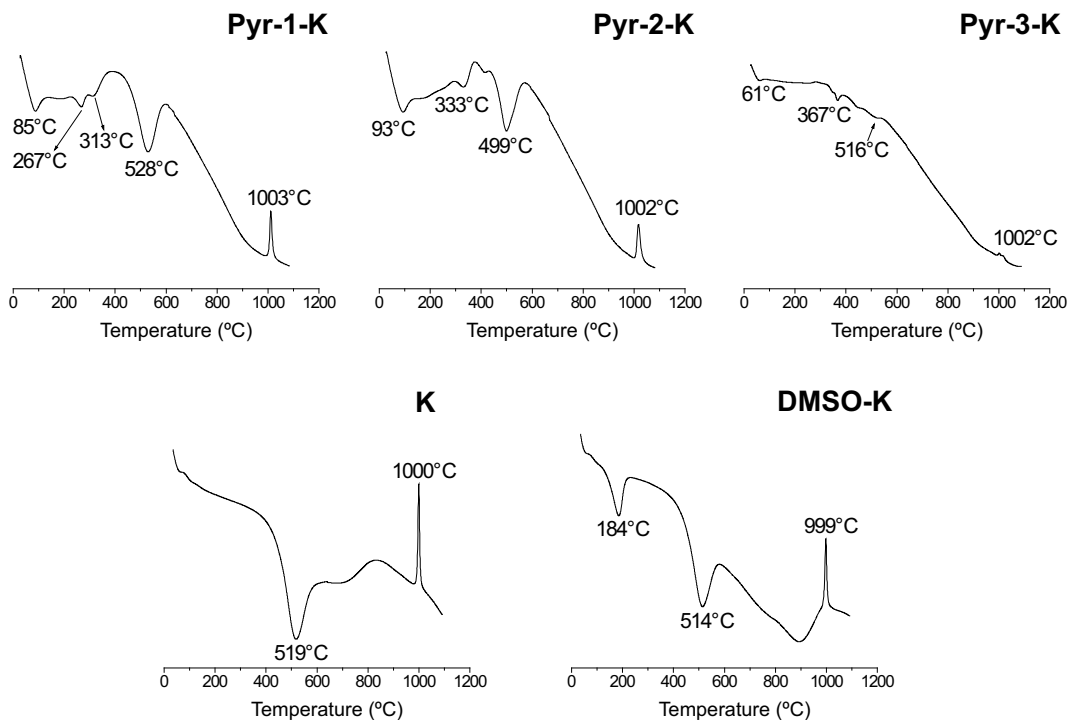 Pyr-1-K
Pyr-2-K
Pyr-3-K
85°C
267°C
313°C
528°C
1003°C
0 200 400 600 800 1000 1200
Temperature (ºC)
93°C
333°C
499°C
1002°C
0 200 400 600 800 1000 1200
Temperature (ºC)
61°C
367°C
516°C
1002°C
0 200 400 600 800 1000 1200
Temperature (ºC)
K
DMSO-K
519°C
1000°C
0 200 400 600 800 1000 1200
Temperature (ºC)
184°C
514°C
999°C
0 200 400 600 800 1000 1200
Temperature (ºC)